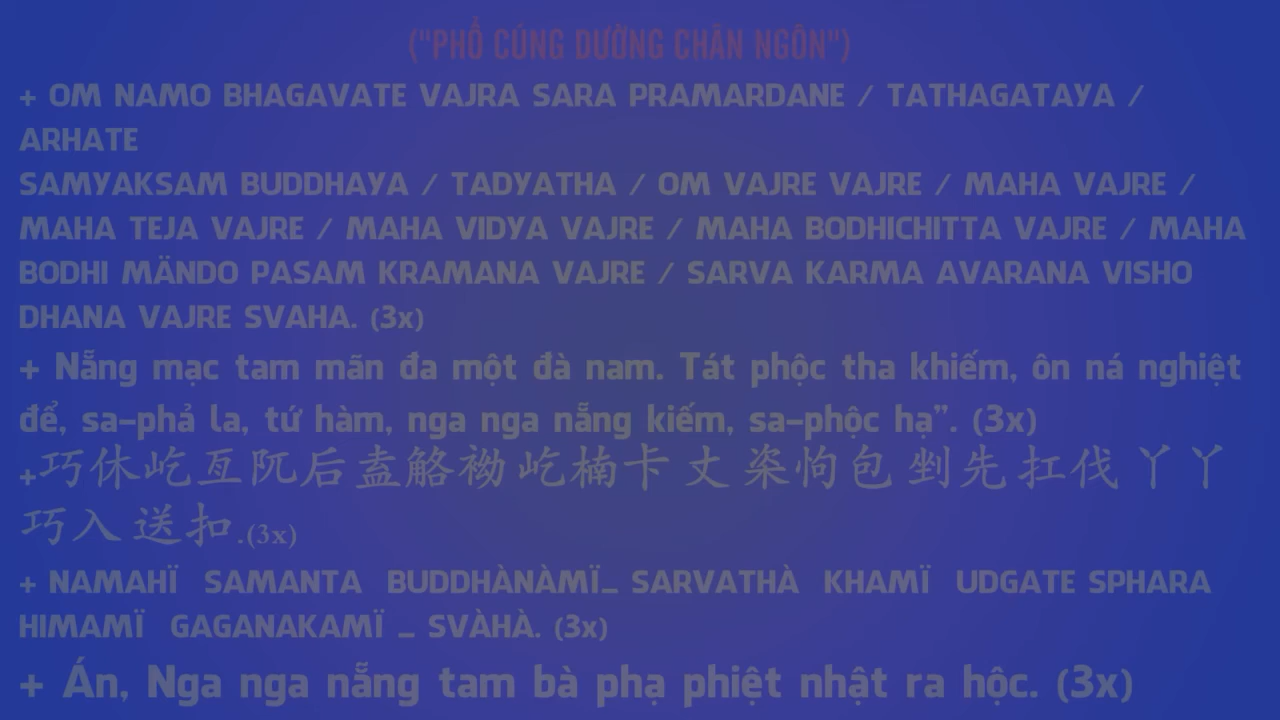 ("PHỔ CÚNG DƯỜNG CHÂN NGÔN")
+ OM NAMO BHAGAVATE VAJRA SARA PRAMARDANE / TATHAGATAYA /
ARHATE
SAMYAKSAM BUDDHAYA / TADYATHA / OM VAJRE VAJRE / MAHA VAJRE /
MAHA TEJA VAJRE / MAHA VIDYA VAJRE / MAHA BODHICHITTA VAJRE / MAHA
BODHI MÄNDO PASAM KRAMANA VAJRE / SARVA KARMA AVARANA VISHO
DHANA VAJRE SVAHA. (3x)
+ Nẵng mạc tam mãn đa một đà nam. Tát phộc tha khiếm, ôn ná nghiệt
để, sa-phả la, tứ hàm, nga nga nẵng kiếm, sa-phộc hạ”. (3x)
+巧休屹亙阢后盍觡袎屹楠卡丈楶怐包剉先扛伐丫丫
巧入送扣.(3x)
+ NAMAHÏ SAMANTA BUDDHÀNÀMÏ_ SARVATHÀ KHAMÏ UDGATE SPHARA
HIMAMÏ GAGANAKAMÏ _ SVÀHÀ. (3x)
+ Án, Nga nga nẵng tam bà phạ phiệt nhật ra hộc. (3x)